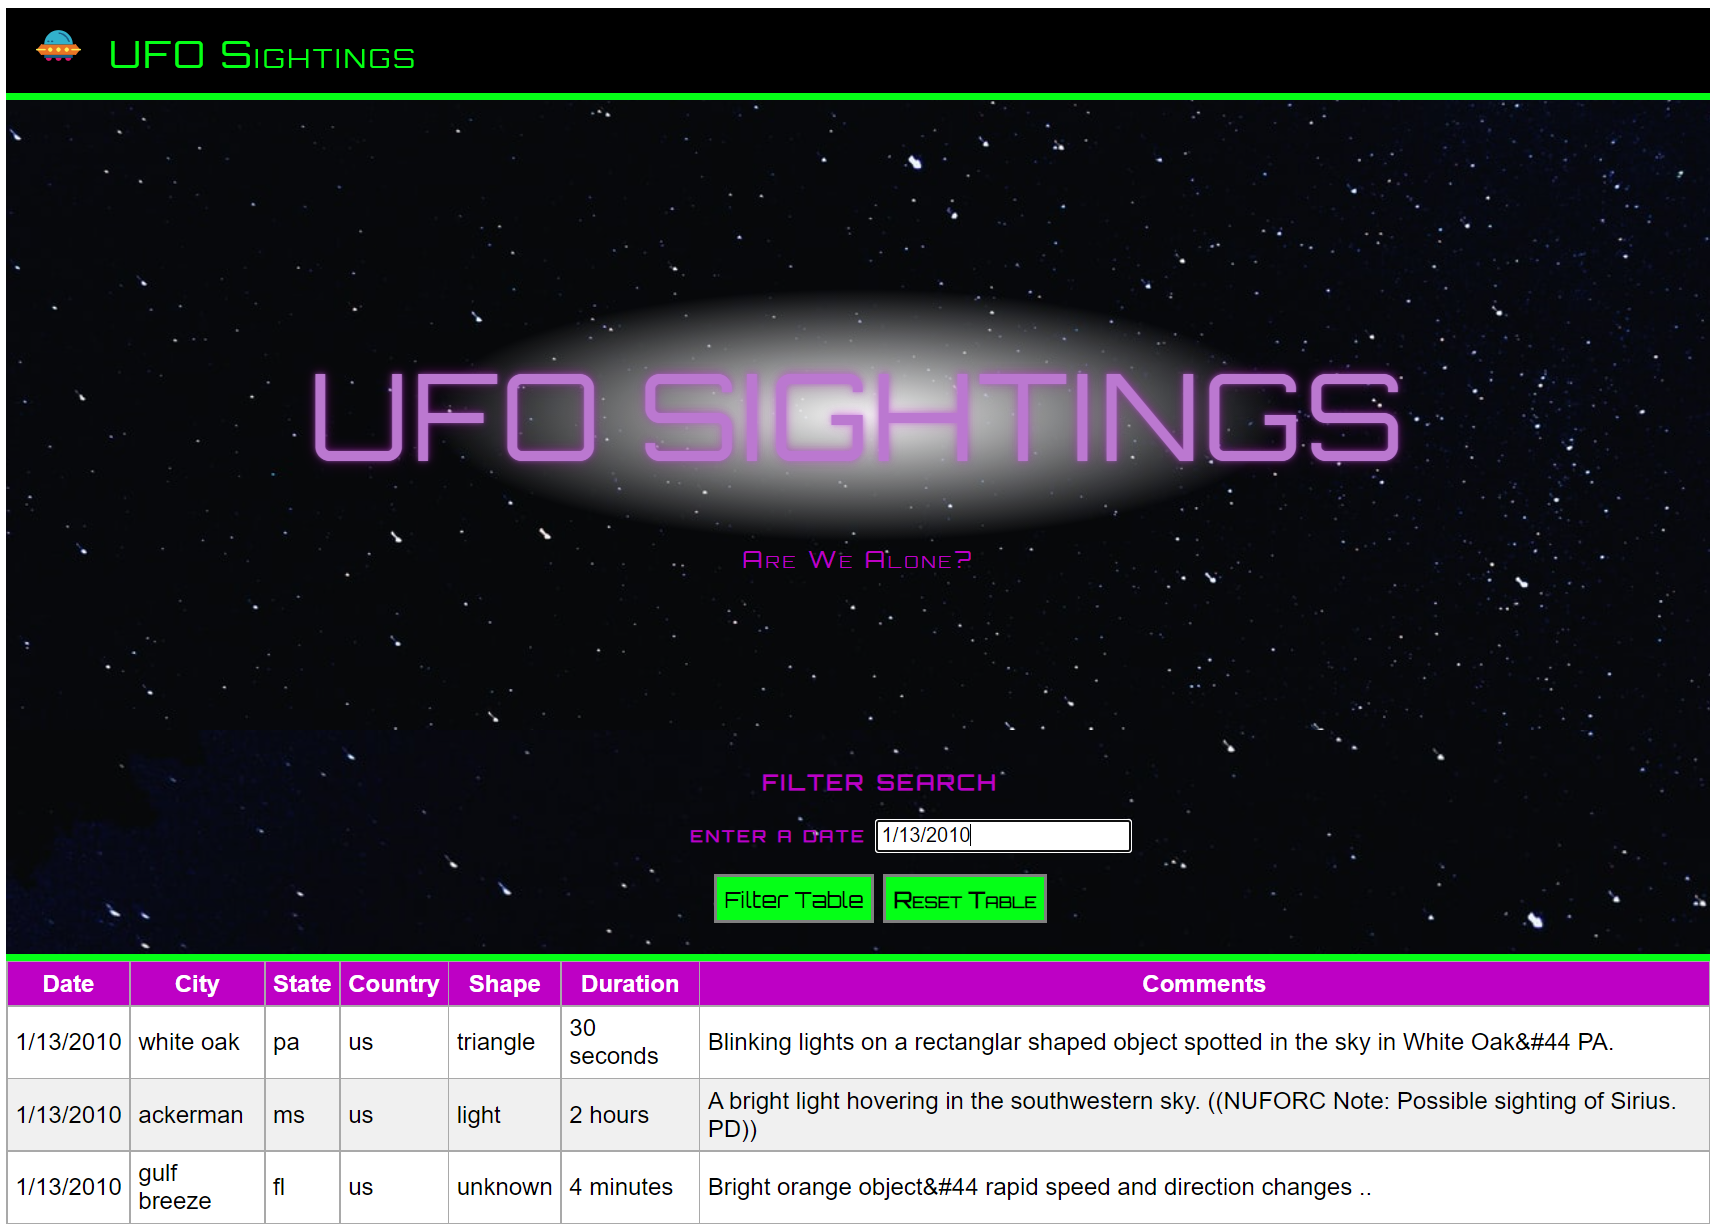 UFO Sightings
UFO SIGHTINGS
Are We Alone?
FILTER SEARCH
ENTER A DATE 1/13/2010
Filter Table Reset Table
Date City State Country Shape Duration Comments
1/13/2010 white oak pa us triangle 30 seconds Blinking lights on a rectanglar shaped object spotted in the sky in White Oak&#44 PA.
1/13/2010 ackerman ms us light 2 hours A bright light hovering in the southwestern sky. ((NUFORC Note: Possible sighting of Sirius. PD))
1/13/2010 gulf breeze fl us unknown 4 minutes Bright orange object&#44 rapid speed and direction changes ..